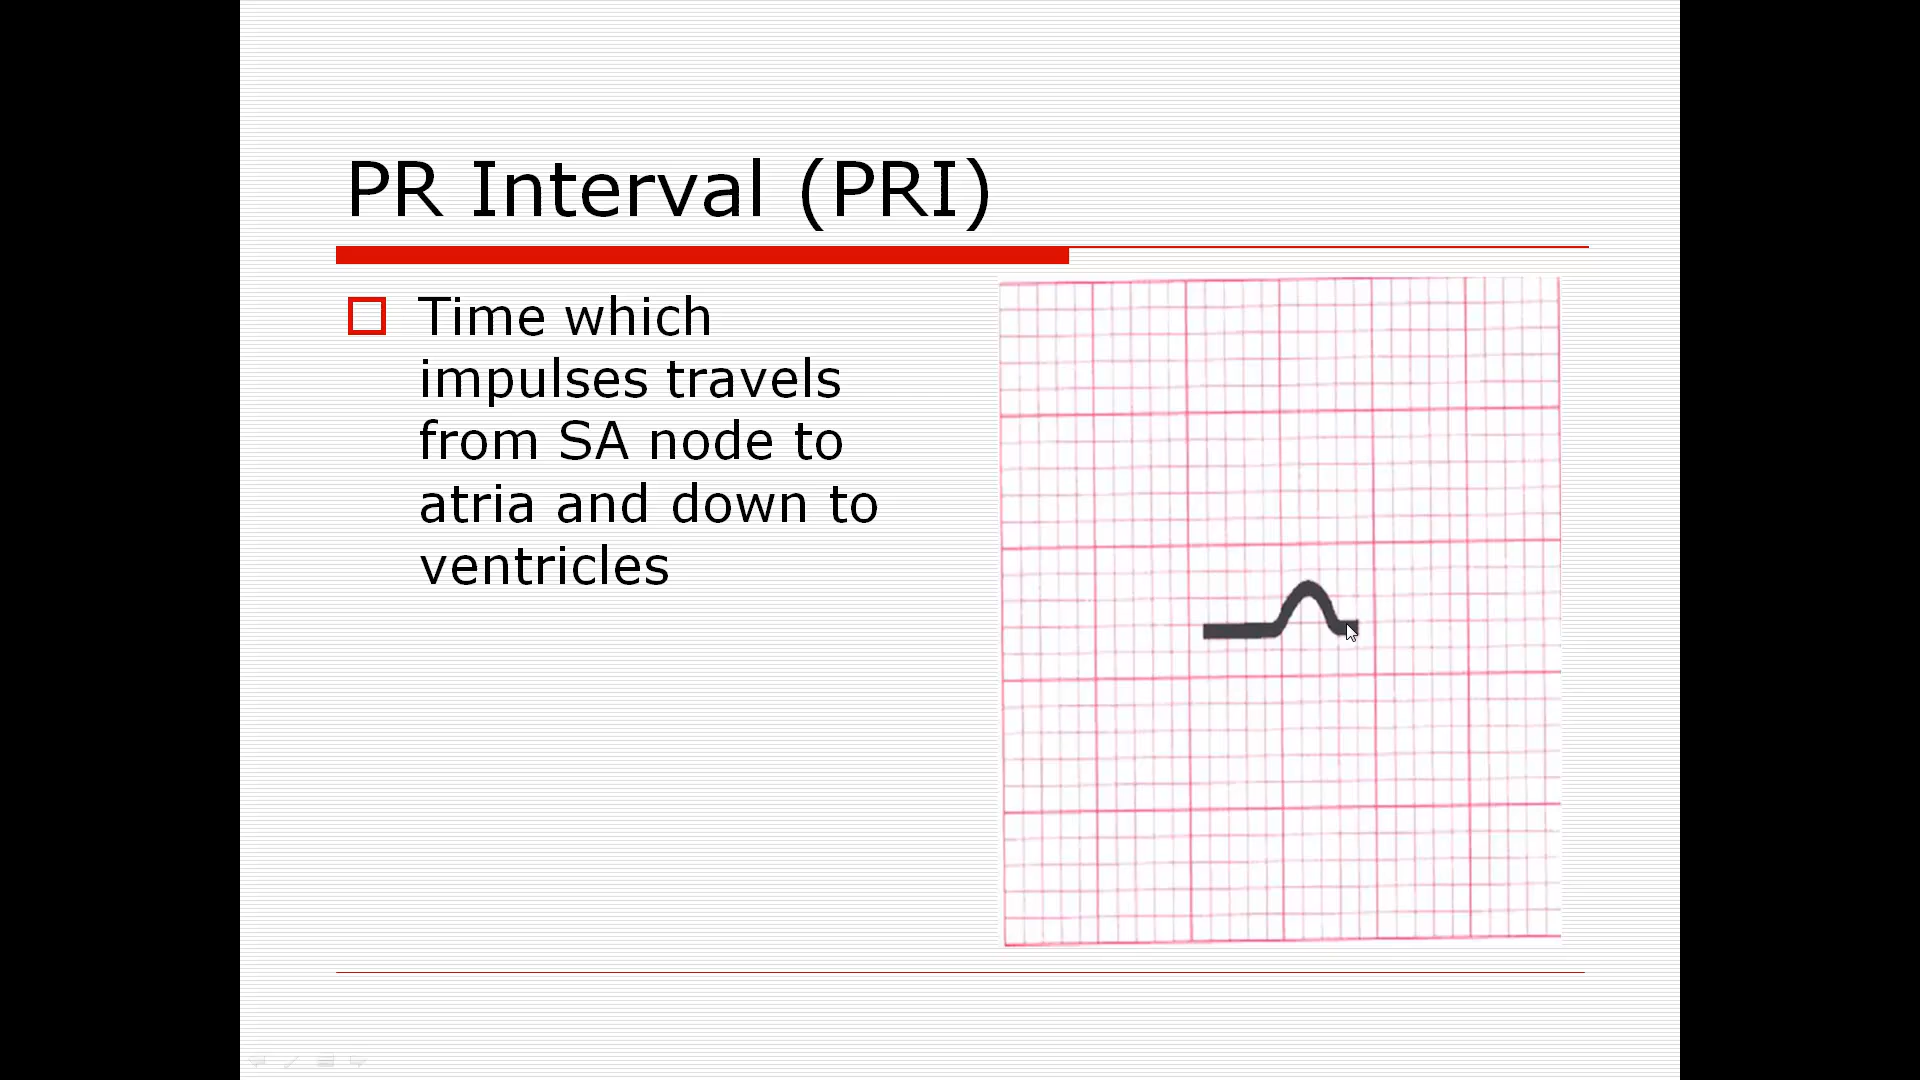 PR Interval (PRI)
Time which
impulses travels
from SA node to
atria and down to
ventricles